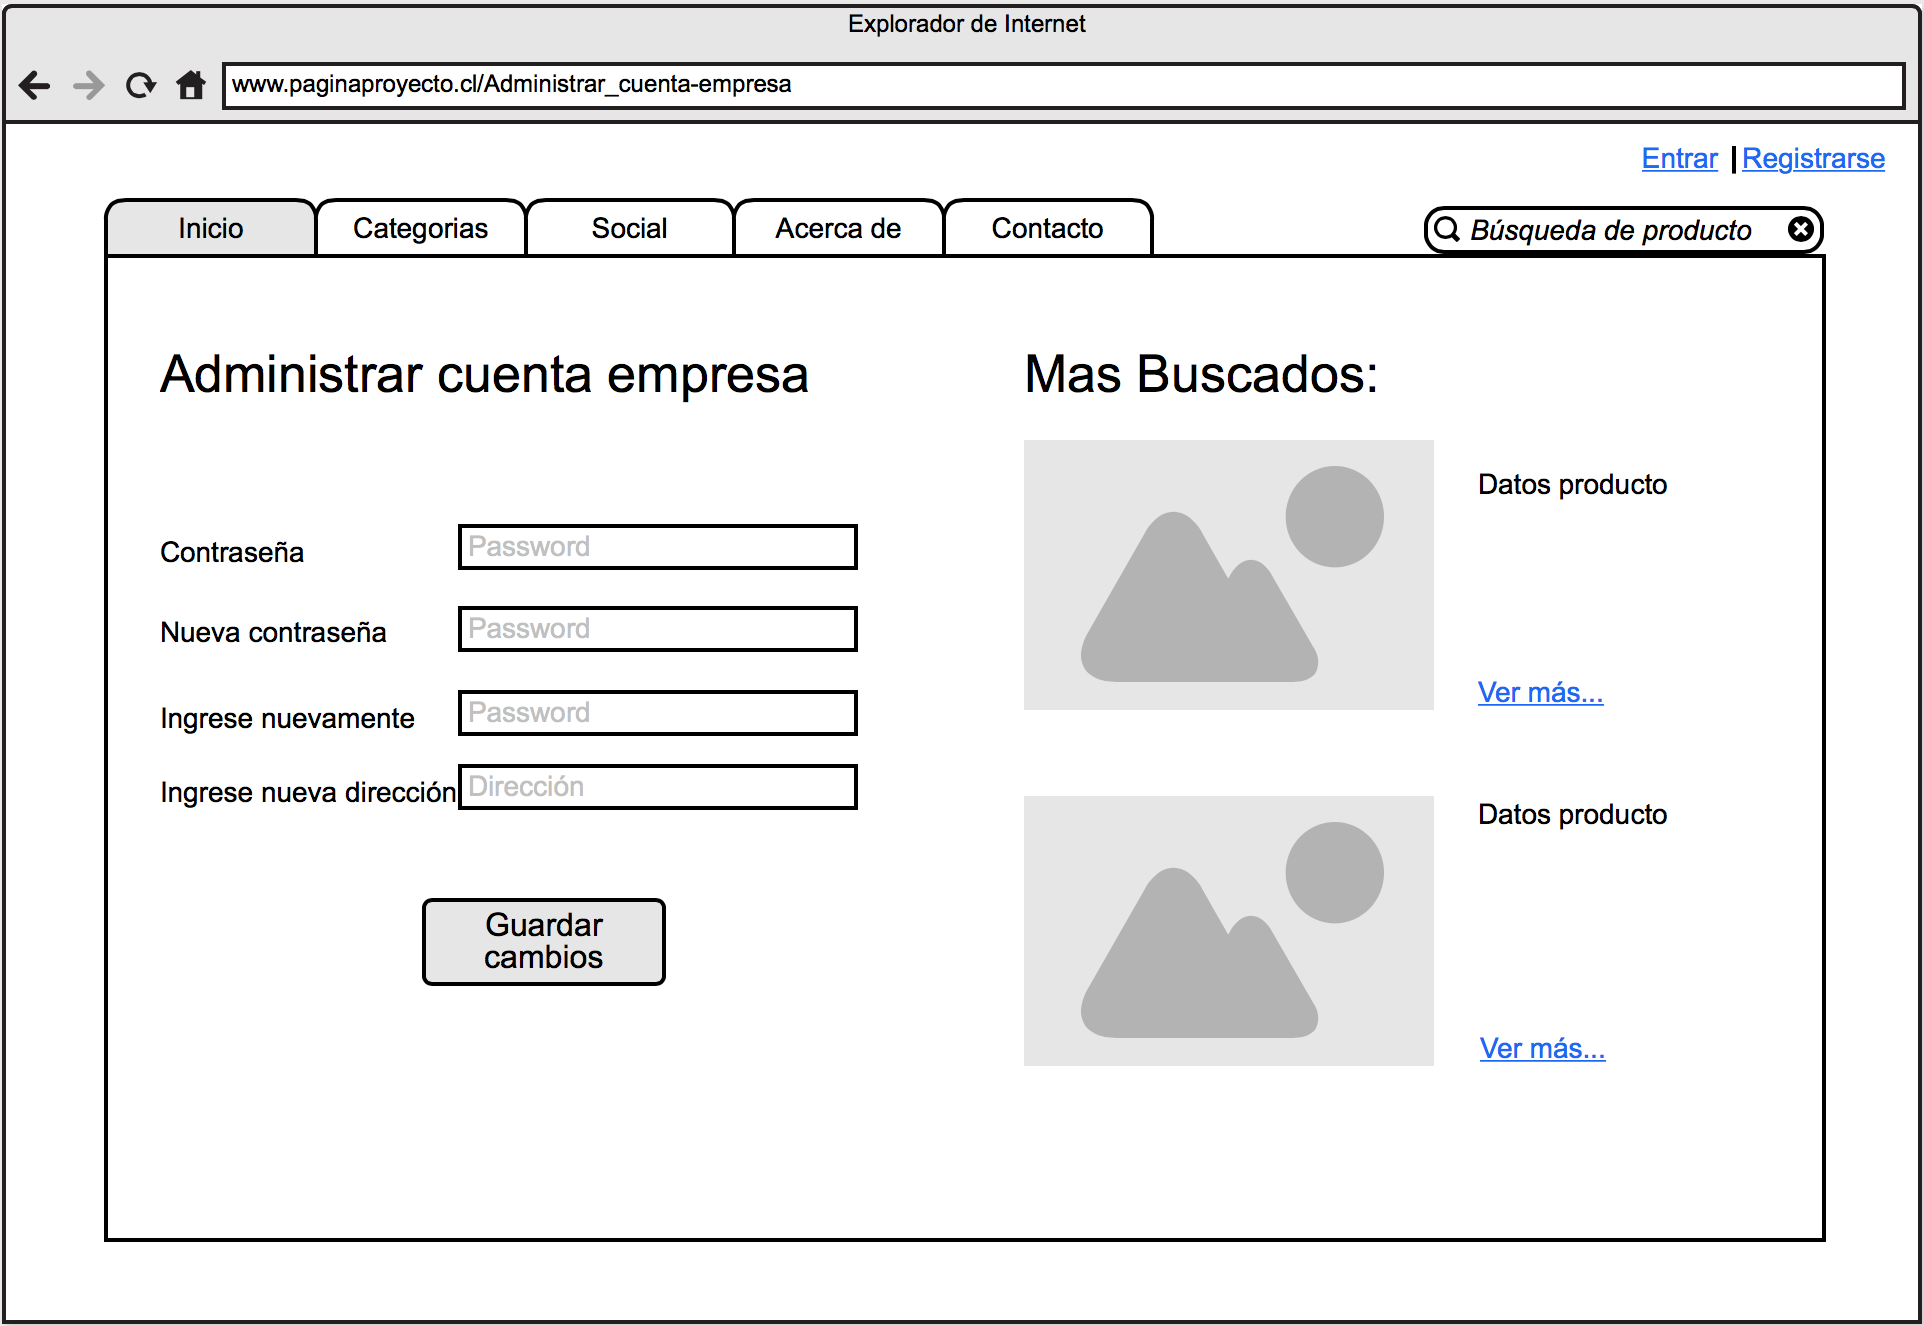 Explorador de Internet
www.paginaproyecto.cl/Administrar_cuenta-empresa
Entrar | Registrarse
Inicio Categorias Social Acerca de Contacto Búsqueda de producto
Administrar cuenta empresa
Mas Buscados:
Datos producto
Contraseña Password
Nueva contraseña Password
Ver más...
Ingrese nuevamente Password
Ingrese nueva dirección Dirección
Datos producto
Guardar
cambios
Ver más...